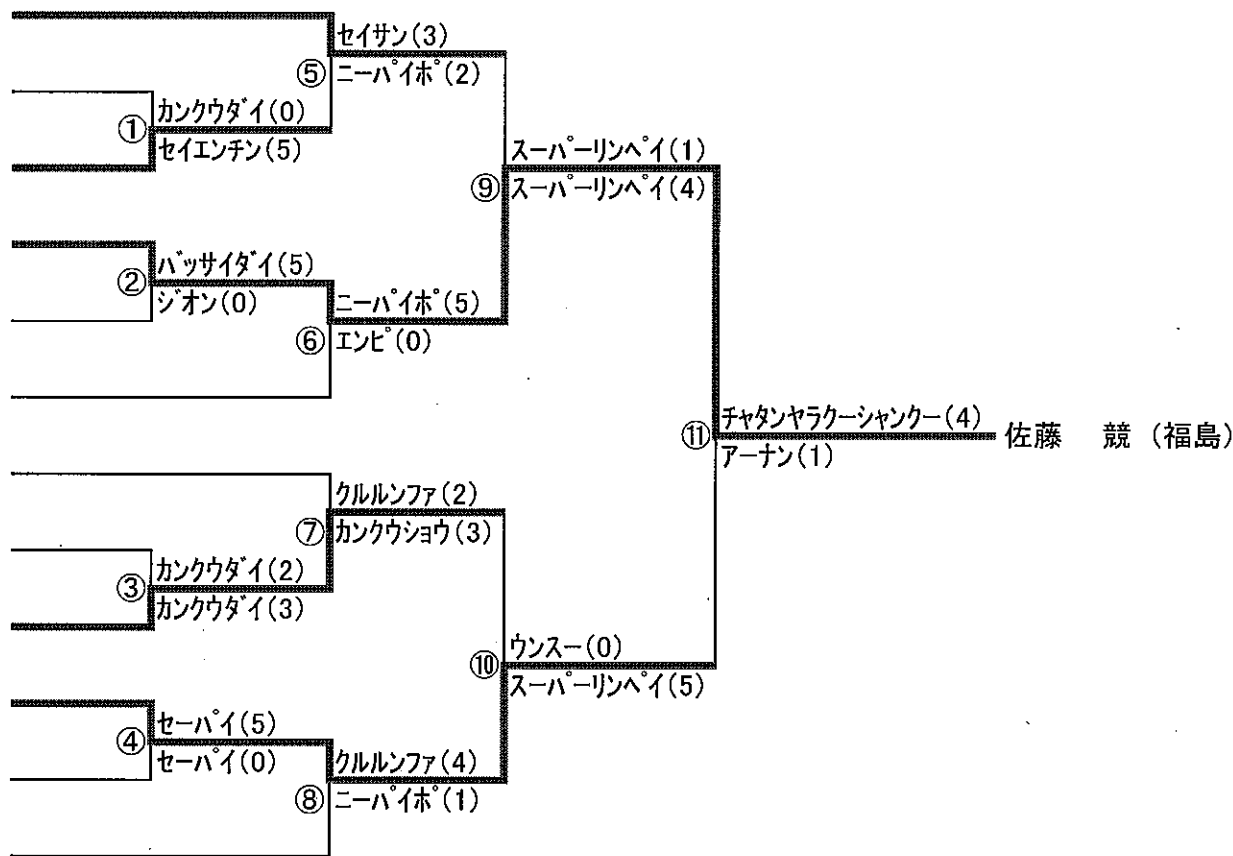 セイサン(3)
⑤
ニーパイポ(2)
カンクウダイ(0)
①
セイエンチン(5)
スーパーリンペイ(1)
⑨
スーパーリンペイ(4)
バッサイダイ(5)
②
ジオン(0)
ニーパイポ(5)
⑥
エンピ(0)
チャタンヤラクーシャンクー(4)
⑪
佐藤 競 (福島)
アーナン(1)
クルルンファ(2)
⑦
カンクウショウ(3)
カンクウダイ(2)
③
カンクウダイ(3)
ウンスー(0)
⑩
スーパーリンペイ(5)
セーパイ(5)
④
セーパイ(0)
クルルンファ(4)
⑧
ニーパイポ(1)